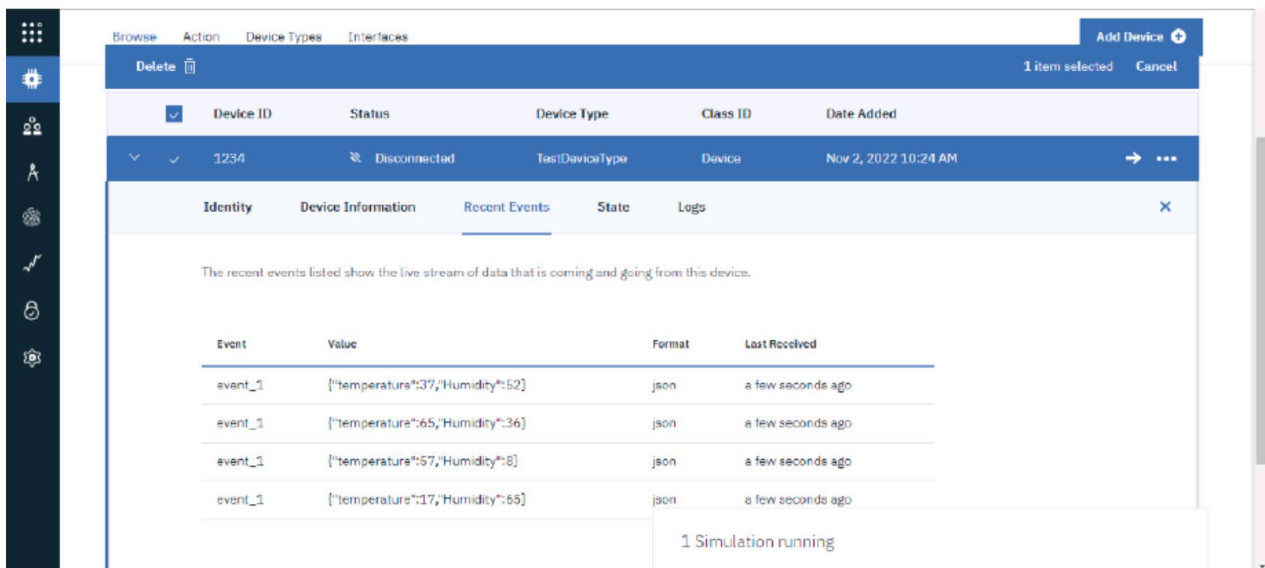 Browse Action Device Types Interfaces Add Device
Delete 1 item selected Cancel
Device ID Status Device Type Class ID Date Added
1234 Disconnected TestDeviceType Device Nov 2, 2022 10:24 AM
Identity Device Information Recent Events State Logs
The recent events listed show the live stream of data that is coming and going from this device.
Event Value Format Last Received
event_1 {"temperature":37,"Humidity":52} json a few seconds ago
event_1 {"temperature":65,"Humidity":36} json a few seconds ago
event_1 {"temperature":57,"Humidity":8} json a few seconds ago
event_1 {"temperature":17,"Humidity":65} json a few seconds ago
1 Simulation running